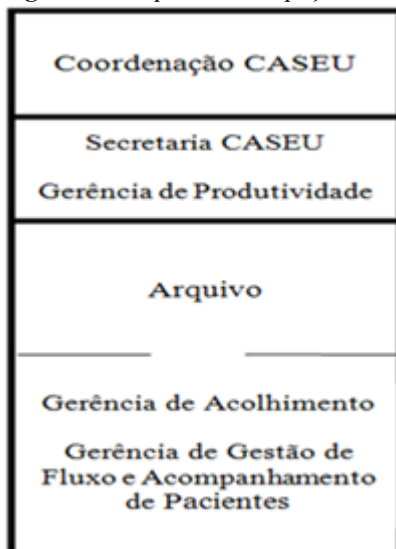 Coordenação CASEU
Secretaria CASEU
Gerência de Produtividade
Arquivo
Gerência de Acolhimento
Gerência de Gestão de
Fluxo e Acompanhamento
de Pacientes